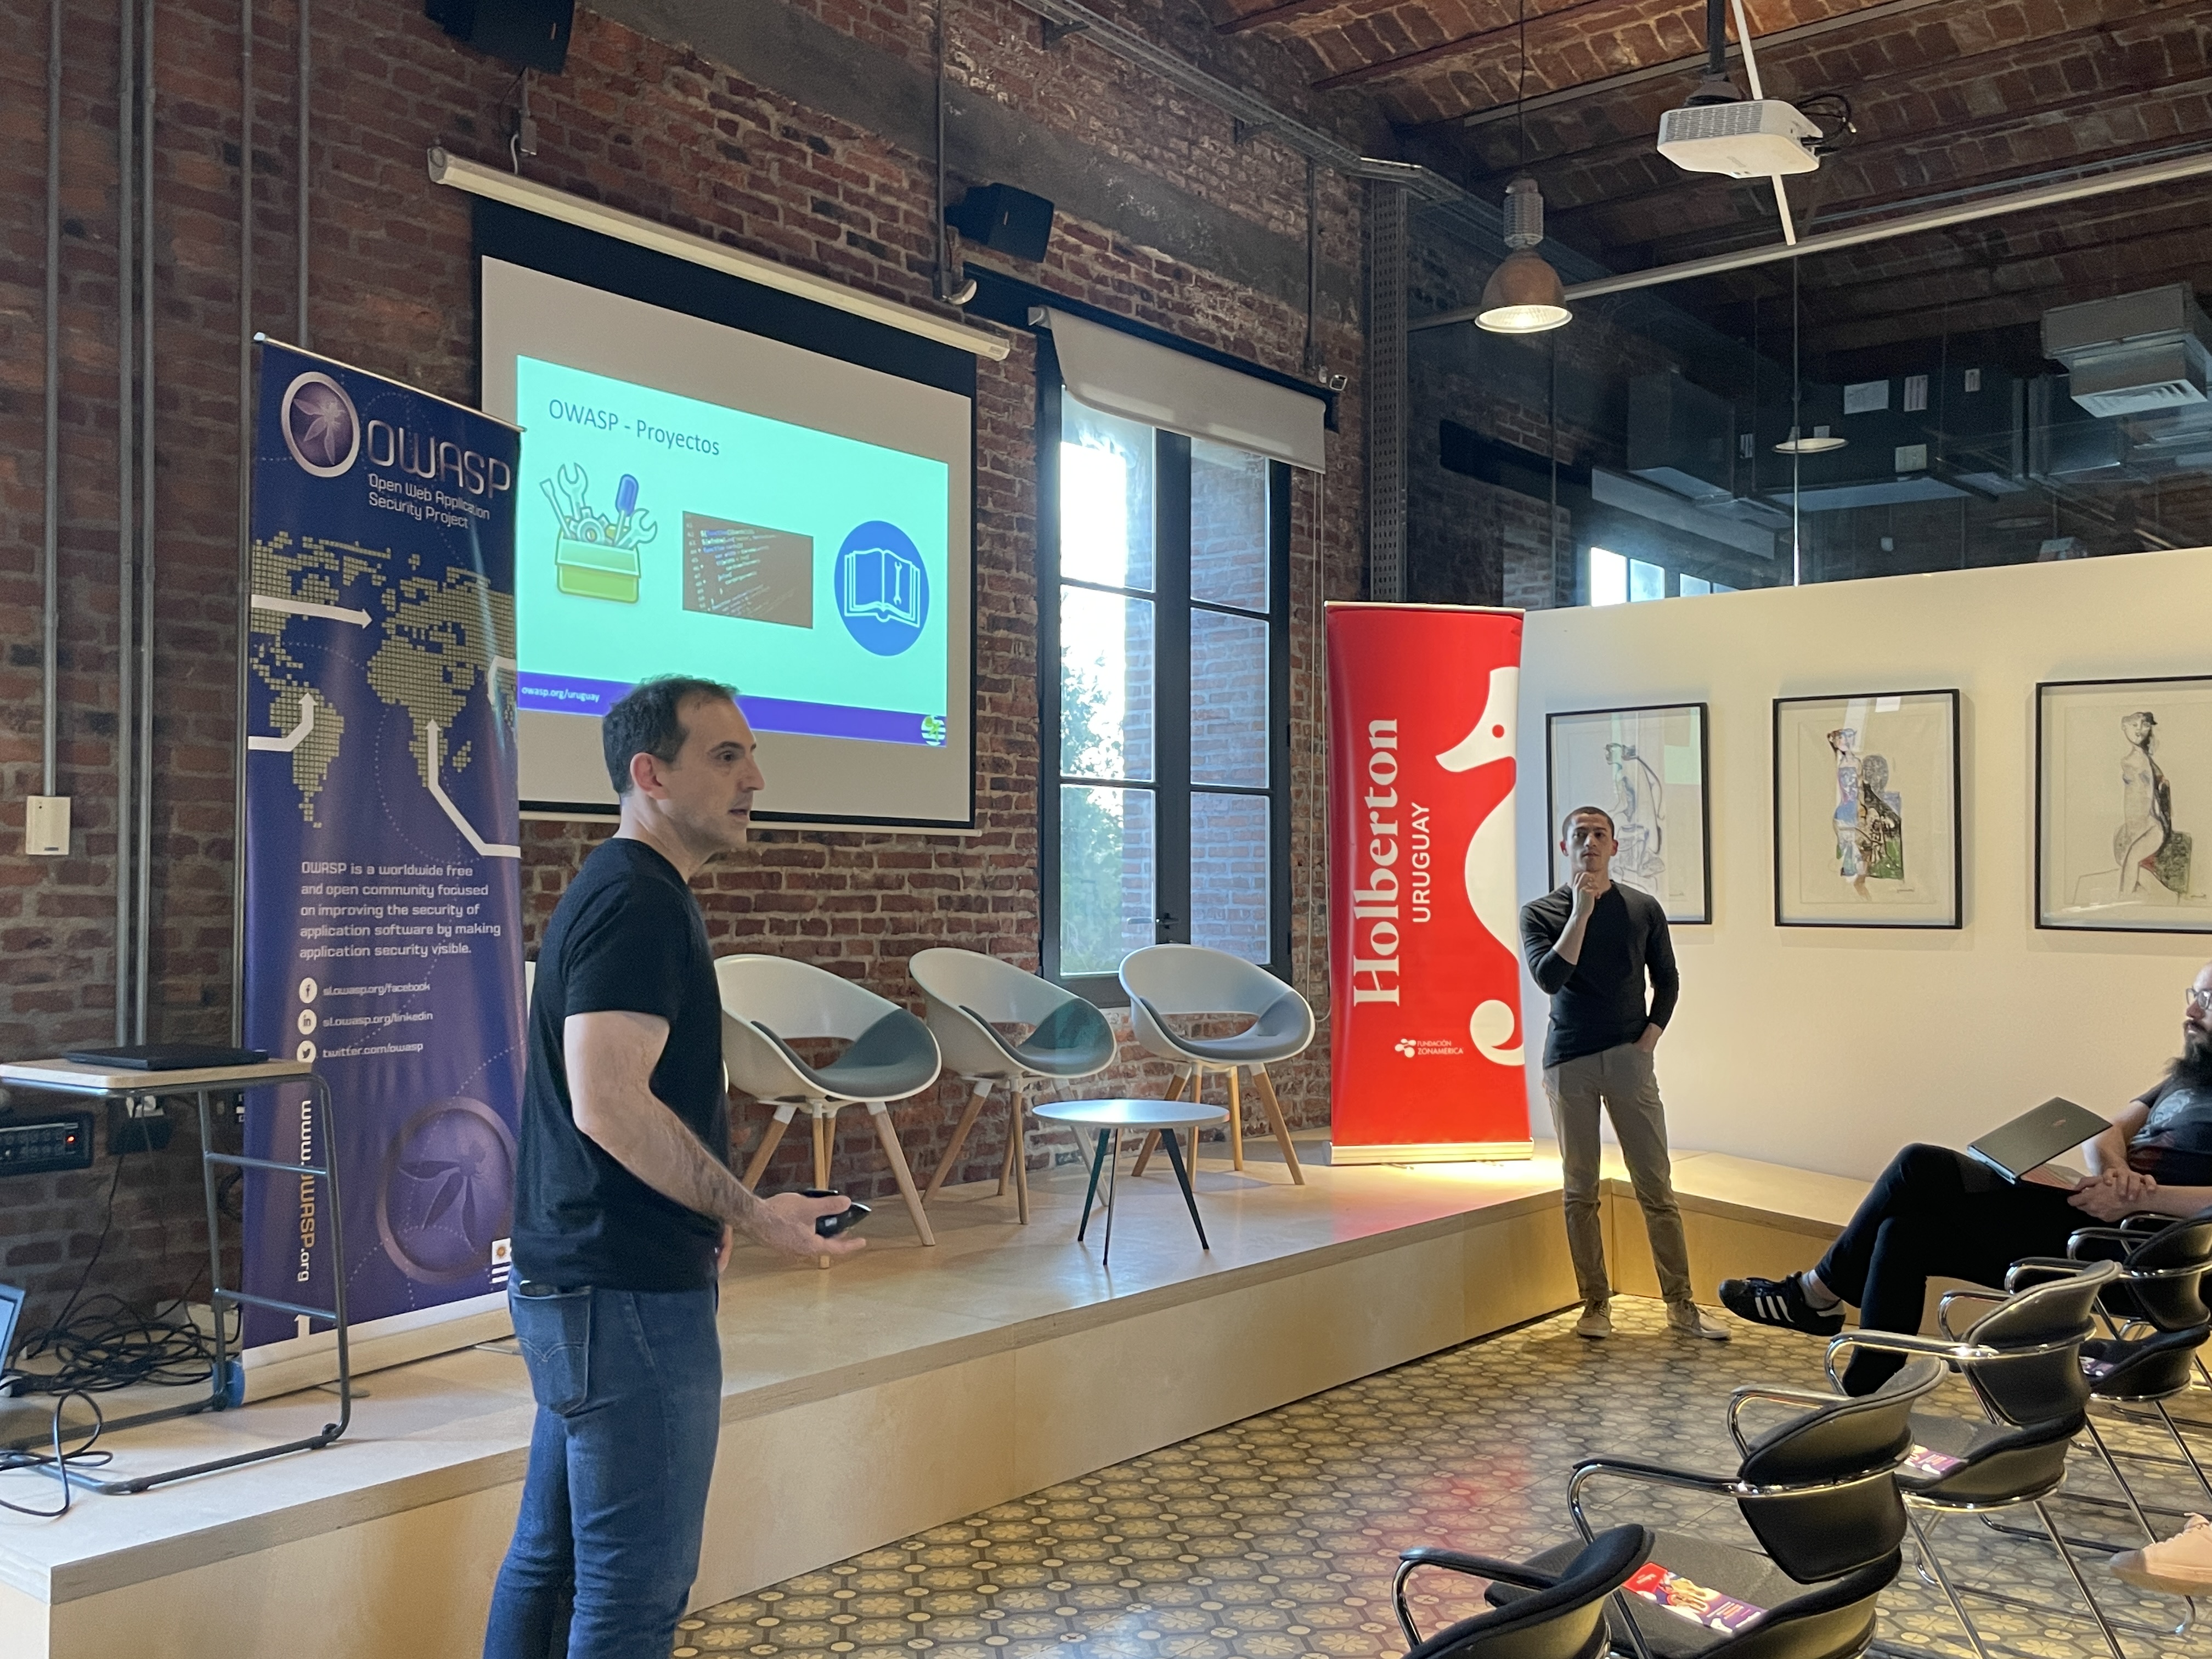 OWASP
Open Web Application
Security Project
OWASP is a worldwide free
and open community focused
on improving the security of
application software by making
application security visible.
sl.owasp.org/facebook
sl.owasp.org/linkedin
twitter.com/owasp
www.OWASP.org
OWASP - Proyectos
owasp.org/uruguay
Holberton
URUGUAY
FUNDACIÓN
ZONAMERICA